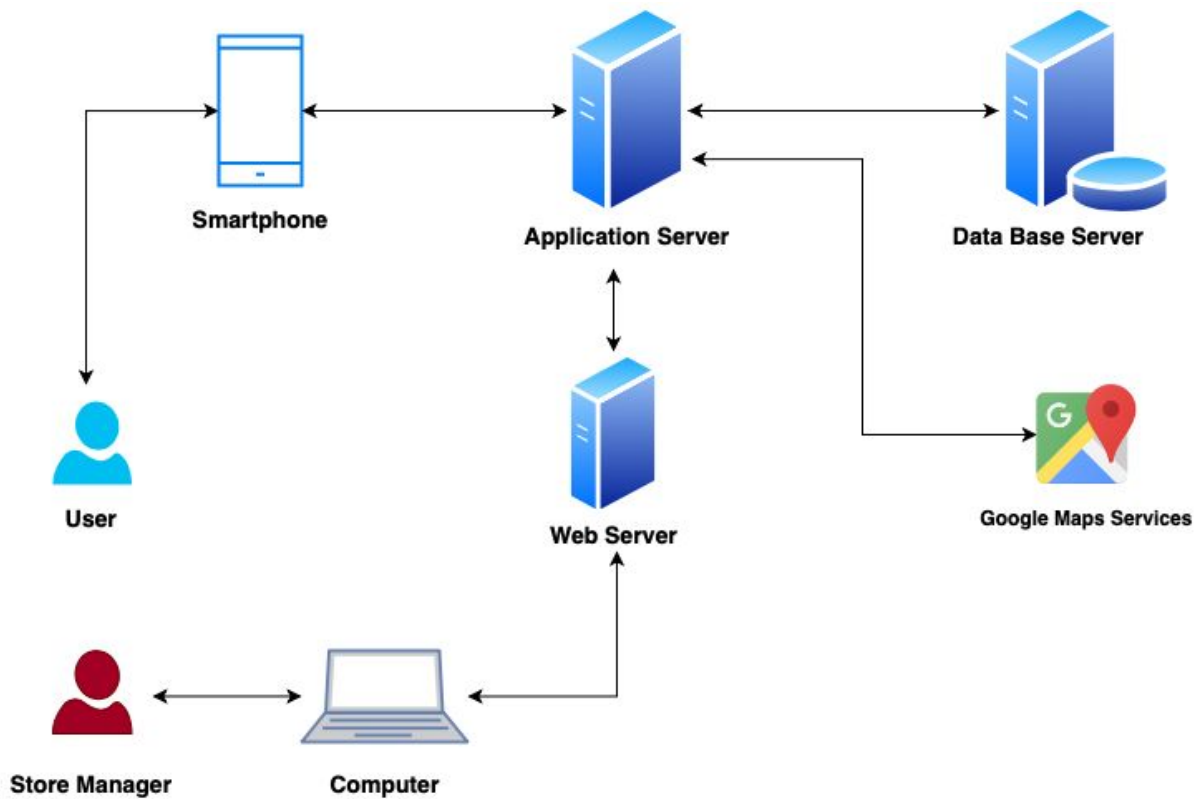 Smartphone
Application Server
Data Base Server
G
User
Web Server
Google Maps Services
Store Manager
Computer